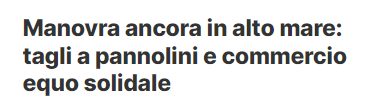 Manovra ancora in alto mare:
tagli a pannolini e commercio
equo solidale